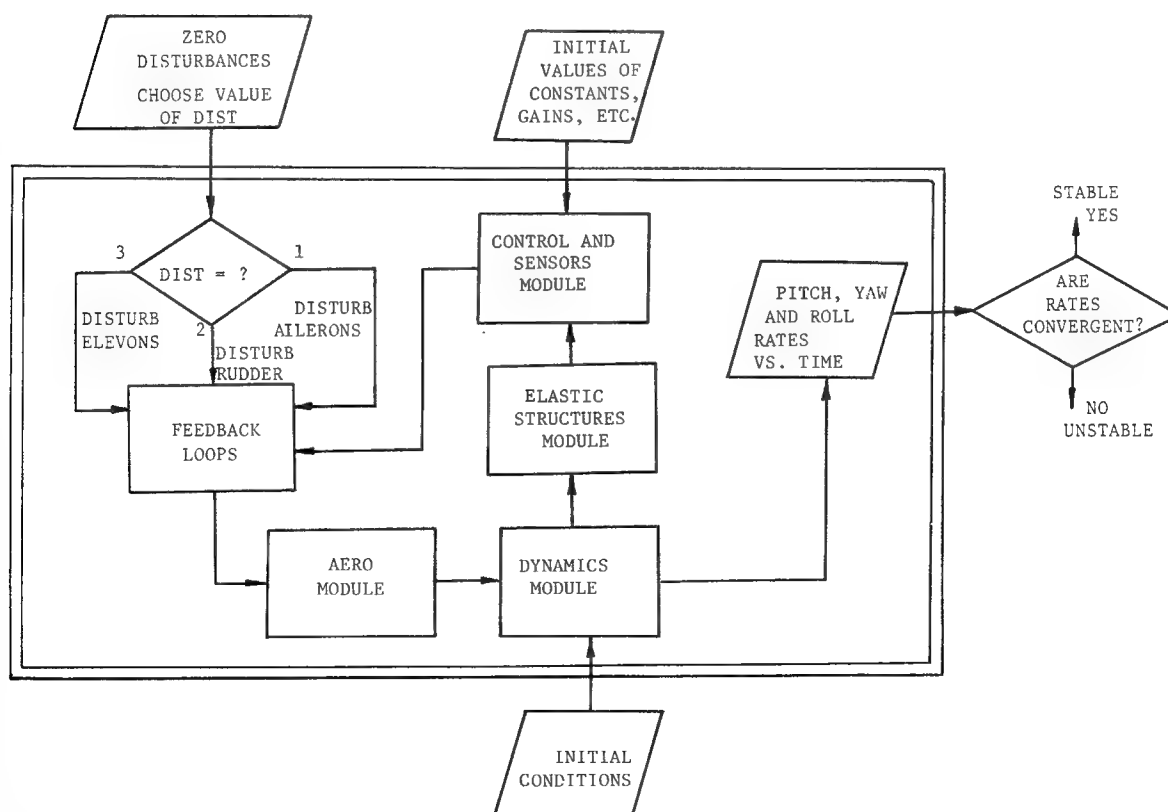 ZERO
DISTURBANCES
CHOOSE VALUE
OF DIST
INITIAL
VALUES OF
CONSTANTS,
GAINS, ETC.
3
1
DIST = ?
2
DISTURB
ELEVONS
DISTURB
AILERONS
DISTURB
RUDDER
FEEDBACK
LOOPS
CONTROL AND
SENSORS
MODULE
ELASTIC
STRUCTURES
MODULE
AERO
MODULE
DYNAMICS
MODULE
PITCH, YAW
AND ROLL
RATES
VS. TIME
STABLE
YES
ARE
RATES
CONVERGENT?
NO
UNSTABLE
INITIAL
CONDITIONS